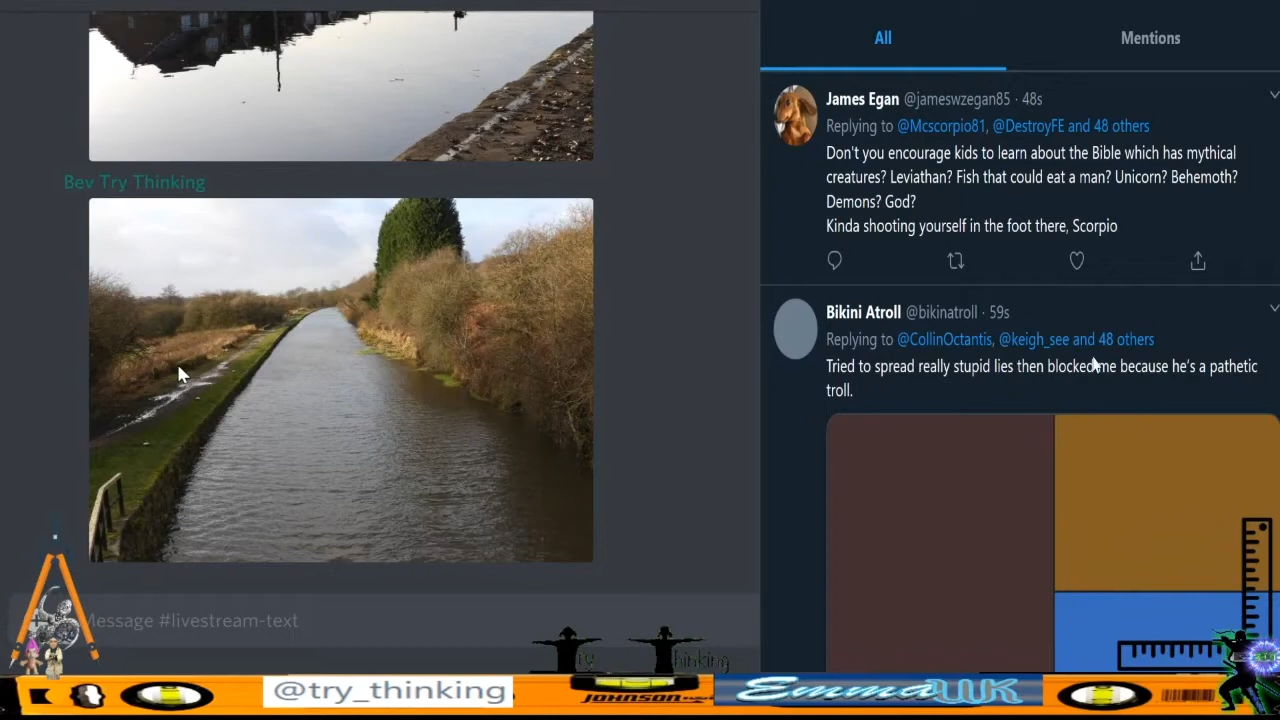 Bev Try Thinking
Message #livestream-text
All
Mentions
James Egan @jameswzegan85 · 48s
Replying to @Mcscorpio81, @DestroyFE and 48 others
Don't you encourage kids to learn about the Bible which has mythical
creatures? Leviathan? Fish that could eat a man? Unicorn? Behemoth?
Demons? God?
Kinda shooting yourself in the foot there, Scorpio
Bikini Atroll @bikinatroll · 59s
Replying to @CollinOctantis, @keigh_see and 48 others
Tried to spread really stupid lies then blocked me because he's a pathetic
troll.
Try Thinking
@try_thinking
JOHNSON
EmmaUK